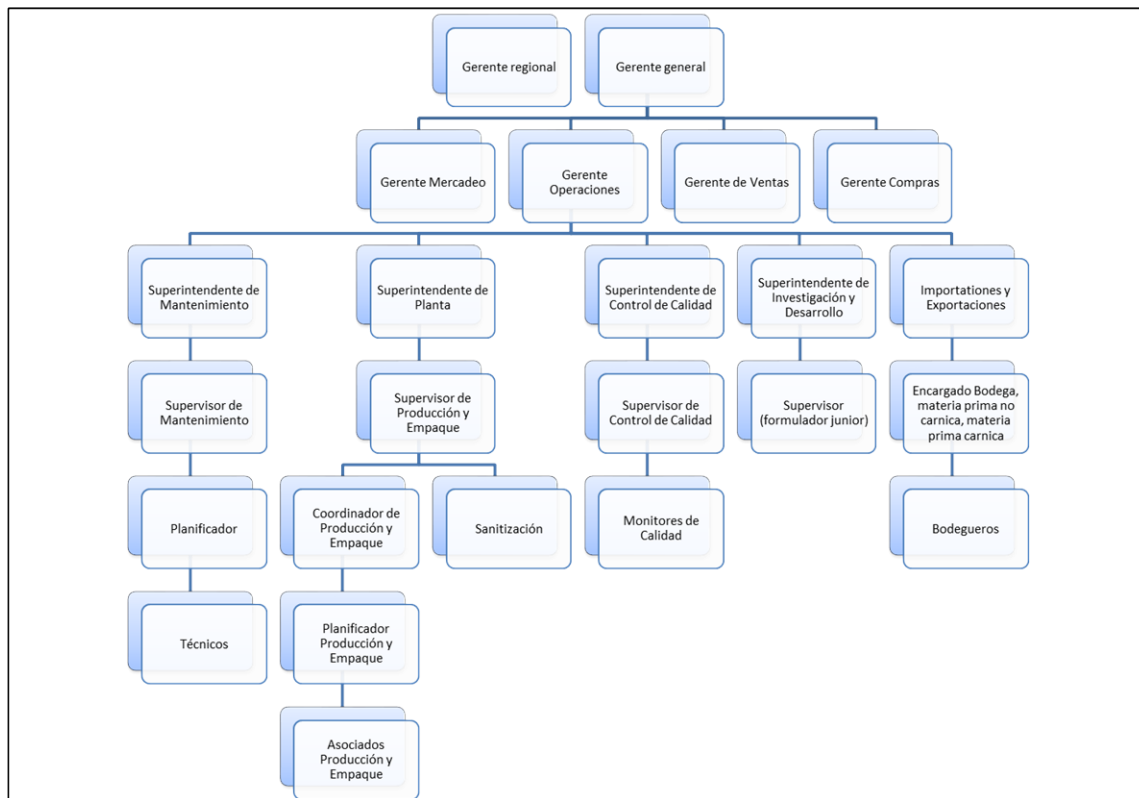 Gerente regional
Gerente general
Gerente Mercadeo
Gerente
Operaciones
Gerente de Ventas
Gerente Compras
Superintendente de
Mantenimiento
Superintendente de
Planta
Superintendente de
Control de Calidad
Superintendente de
Investigación y
Desarrollo
Importationes y
Exportaciones
Supervisor de
Mantenimiento
Supervisor de
Producción y
Empaque
Supervisor de
Control de Calidad
Supervisor
(formulador junior)
Encargado Bodega,
materia prima no
carnica, materia
prima carnica
Planificador
Coordinador de
Producción y
Empaque
Sanitización
Monitores de
Calidad
Bodegueros
Técnicos
Planificador
Producción y
Empaque
Asociados
Producción y
Empaque